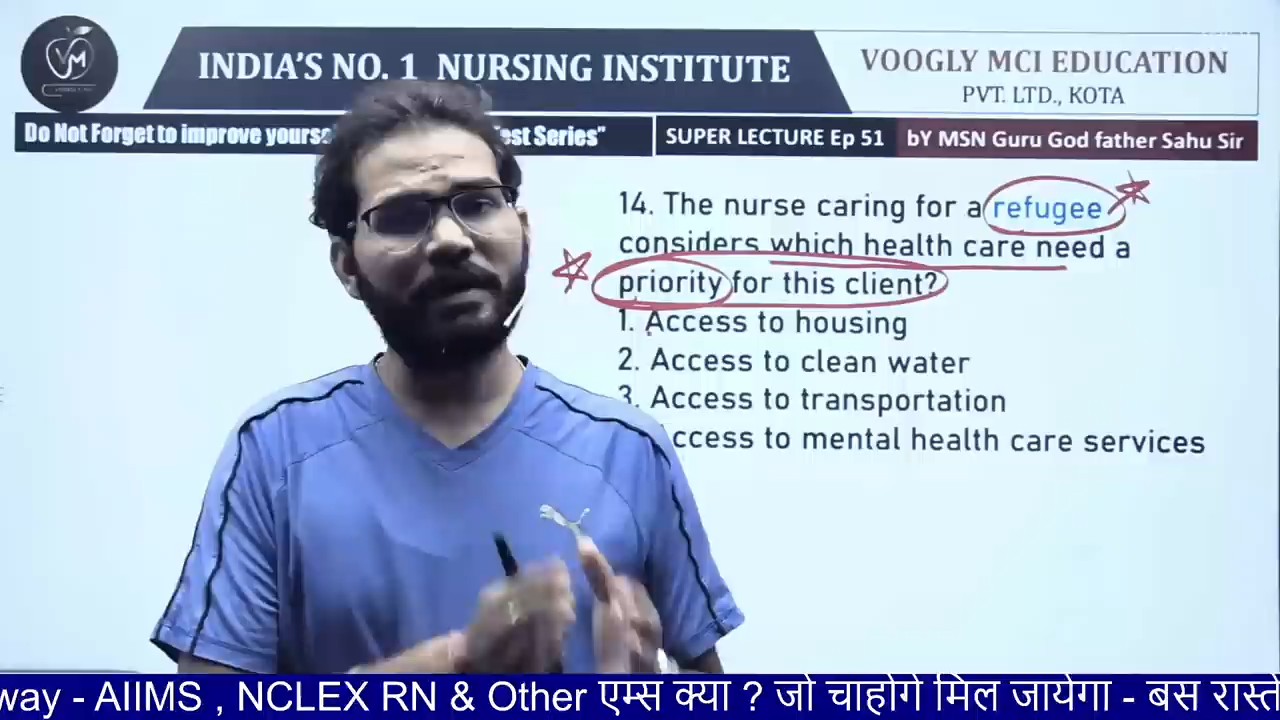 VM
INDIA'S NO. 1 NURSING INSTITUTE
VOOGLY MCI EDUCATION
PVT. LTD., KOTA
Do Not Forget to improve est Series"
SUPER LECTURE Ep 51
bY MSN Guru God father Sahu Sir
14. The nurse caring for a refugee
considers which health care need a
priority for this client?
1. Access to housing
2. Access to clean water
3. Access to transportation
ccess to mental health care services
way - AIIMS , NCLEX RN & Other एम्स क्या ? जो चाहोगे मिल जायेगा - बस रास्ते